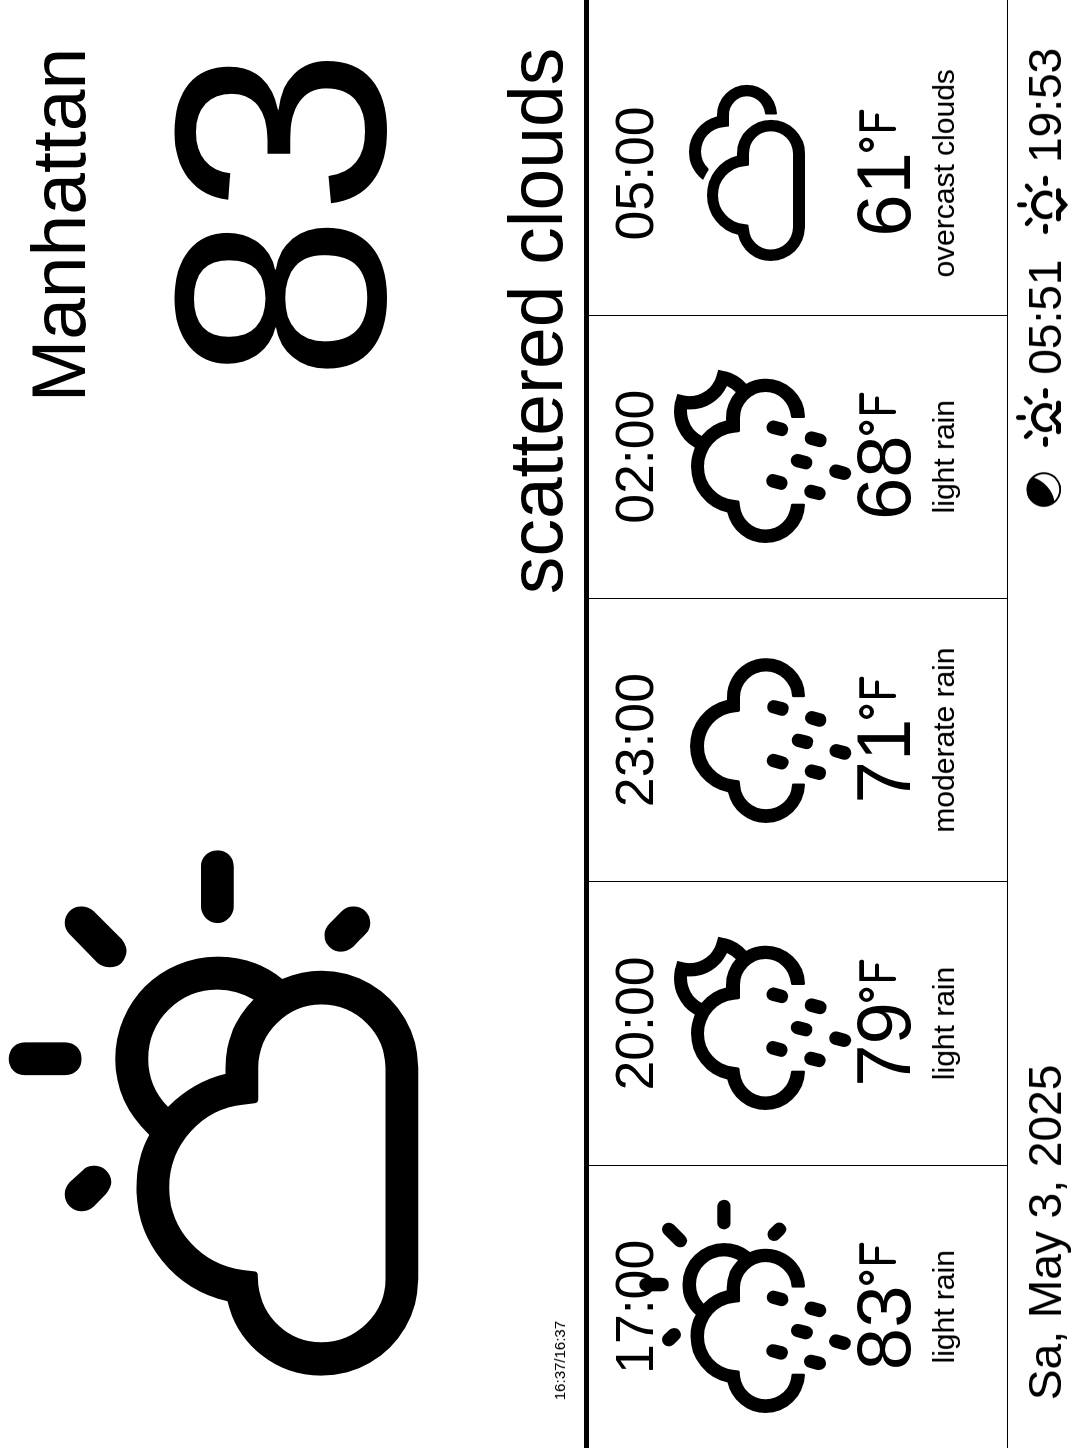 Manhattan
83
scattered clouds
16:37/16:37
17:00
83°F
light rain
20:00
79°F
light rain
23:00
71°F
moderate rain
02:00
68°F
light rain
05:00
61°F
overcast clouds
Sa, May 3, 2025
05:51
19:53